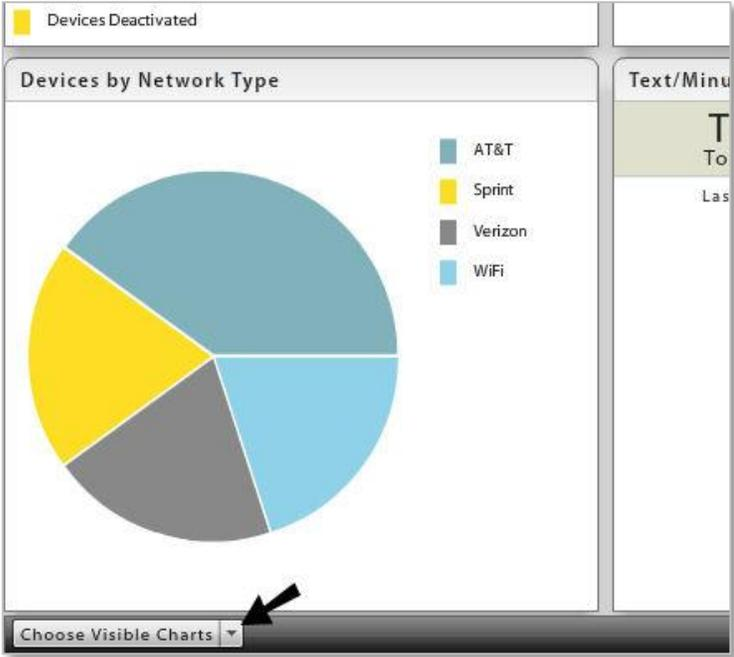 Devices Deactivated
Devices by Network Type
AT&T
Sprint
Verizon
WiFi
Text/Minu
T
To
Las
Choose Visible Charts